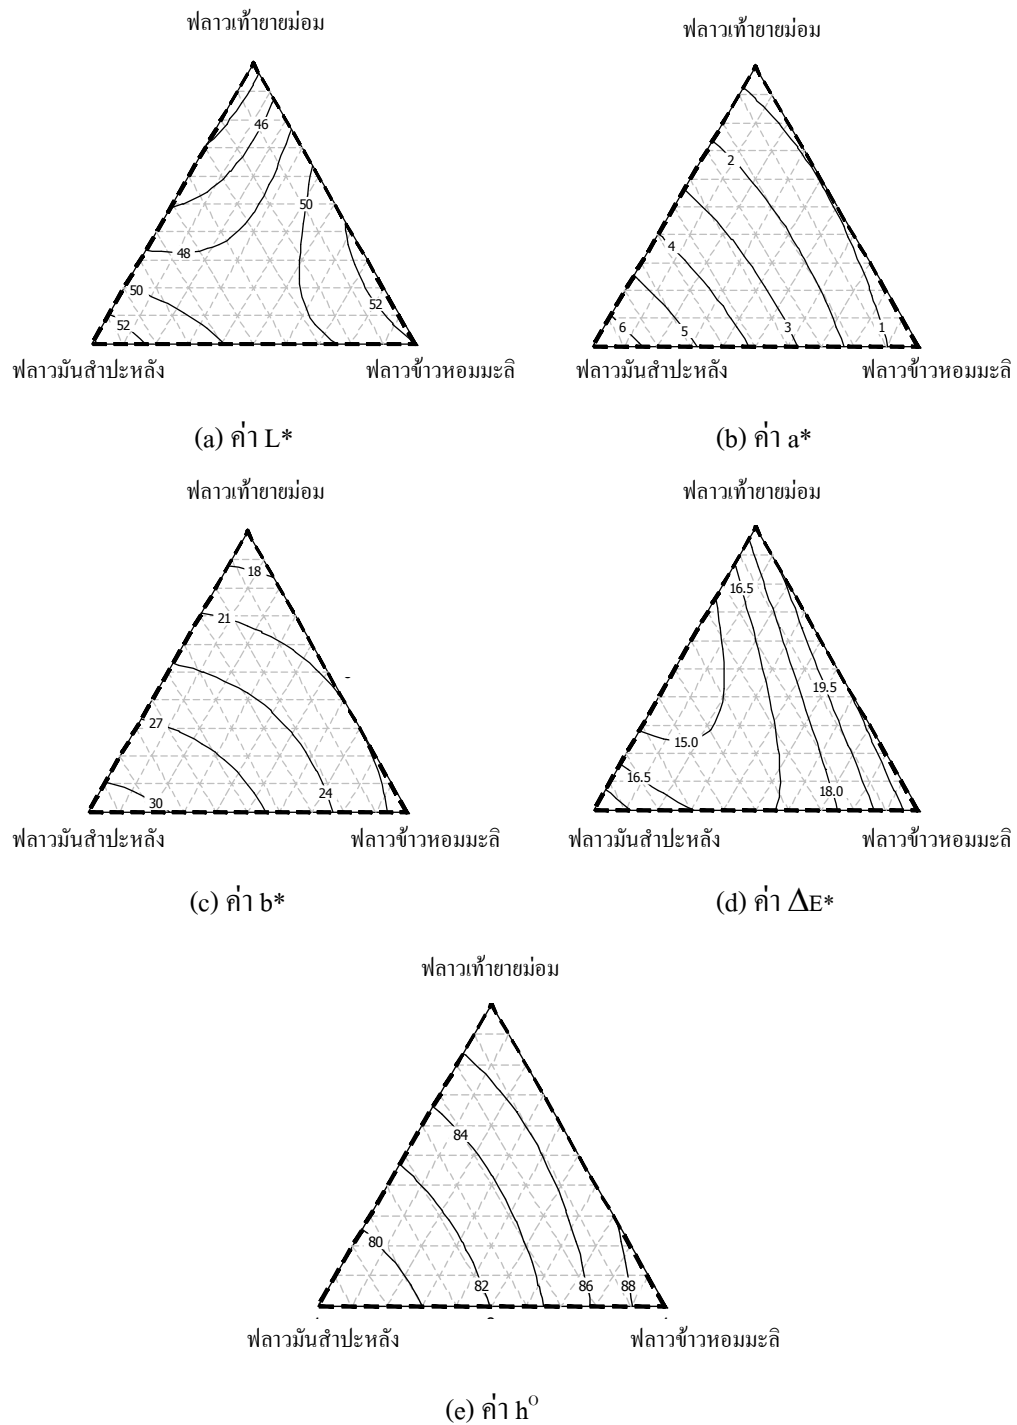 ฟลาวเท้ายายม่อม
ฟลาวเท้ายายม่อม
46
50
48
50
52
52
ฟลาวมันสำปะหลัง
ฟลาวข้าวหอมมะลิ
2
4
6
5
3
1
ฟลาวมันสำปะหลัง
ฟลาวข้าวหอมมะลิ
(a) ค่า L*
(b) ค่า a*
ฟลาวเท้ายายม่อม
ฟลาวเท้ายายม่อม
18
21
27
24
30
ฟลาวมันสำปะหลัง
ฟลาวข้าวหอมมะลิ
16.5
19.5
15.0
16.5
18.0
ฟลาวมันสำปะหลัง
ฟลาวข้าวหอมมะลิ
(c) ค่า b*
(d) ค่า ΔE*
ฟลาวเท้ายายม่อม
84
80
82
86
88
ฟลาวมันสำปะหลัง
ฟลาวข้าวหอมมะลิ
(e) ค่า h°